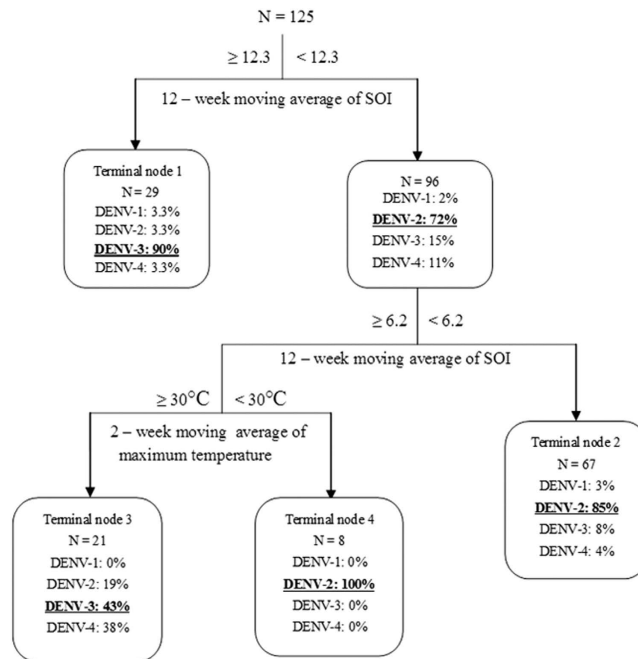 N = 125
≥ 12.3 < 12.3
12 – week moving average of SOI
Terminal node 1
N = 29
DENV-1: 3.3%
DENV-2: 3.3%
DENV-3: 90%
DENV-4: 3.3%
N = 96
DENV-1: 2%
DENV-2: 72%
DENV-3: 15%
DENV-4: 11%
≥ 6.2 < 6.2
12 – week moving average of SOI
≥ 30°C < 30°C
2 – week moving average of
maximum temperature
Terminal node 2
N = 67
DENV-1: 3%
DENV-2: 85%
DENV-3: 8%
DENV-4: 4%
Terminal node 3
N = 21
DENV-1: 0%
DENV-2: 19%
DENV-3: 43%
DENV-4: 38%
Terminal node 4
N = 8
DENV-1: 0%
DENV-2: 100%
DENV-3: 0%
DENV-4: 0%